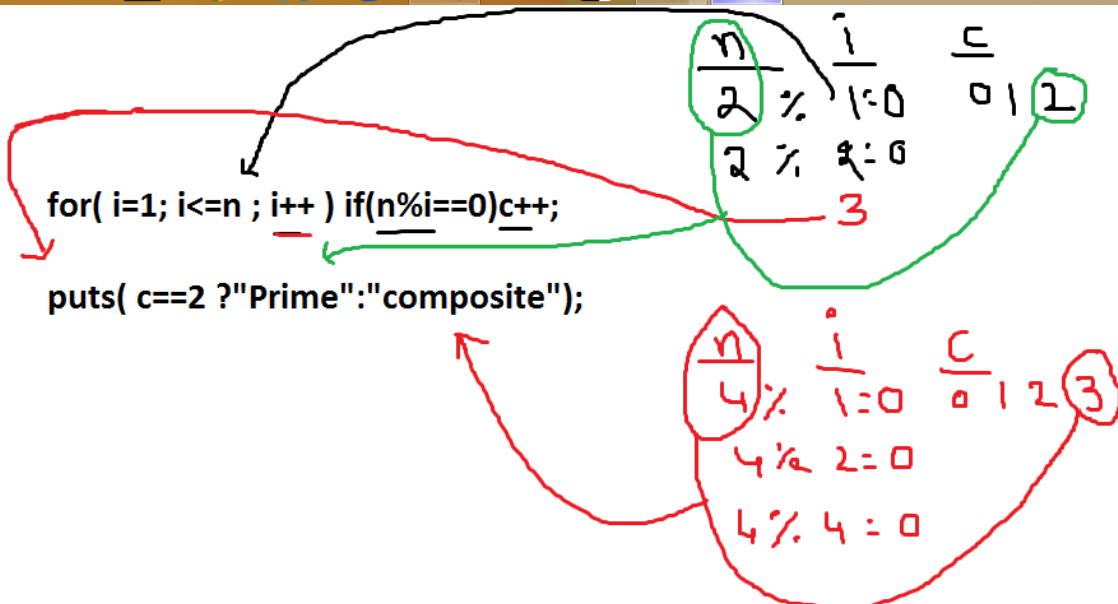 n i c
2 % 1=0 0 1 2
2 % 2=0
3
for( i=1; i<=n ; i++ ) if(n%i==0)c++;
puts( c==2 ?"Prime":"composite");
n i c
4 % 1=0 0 1 2 3
4 % 2=0
4 % 4=0